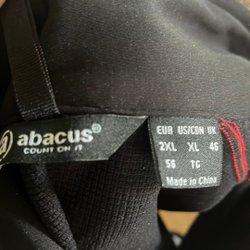 abacus®
COUNT ON IT
EUR US/CDN UK
2XL XL 46
56 TG
Made in China